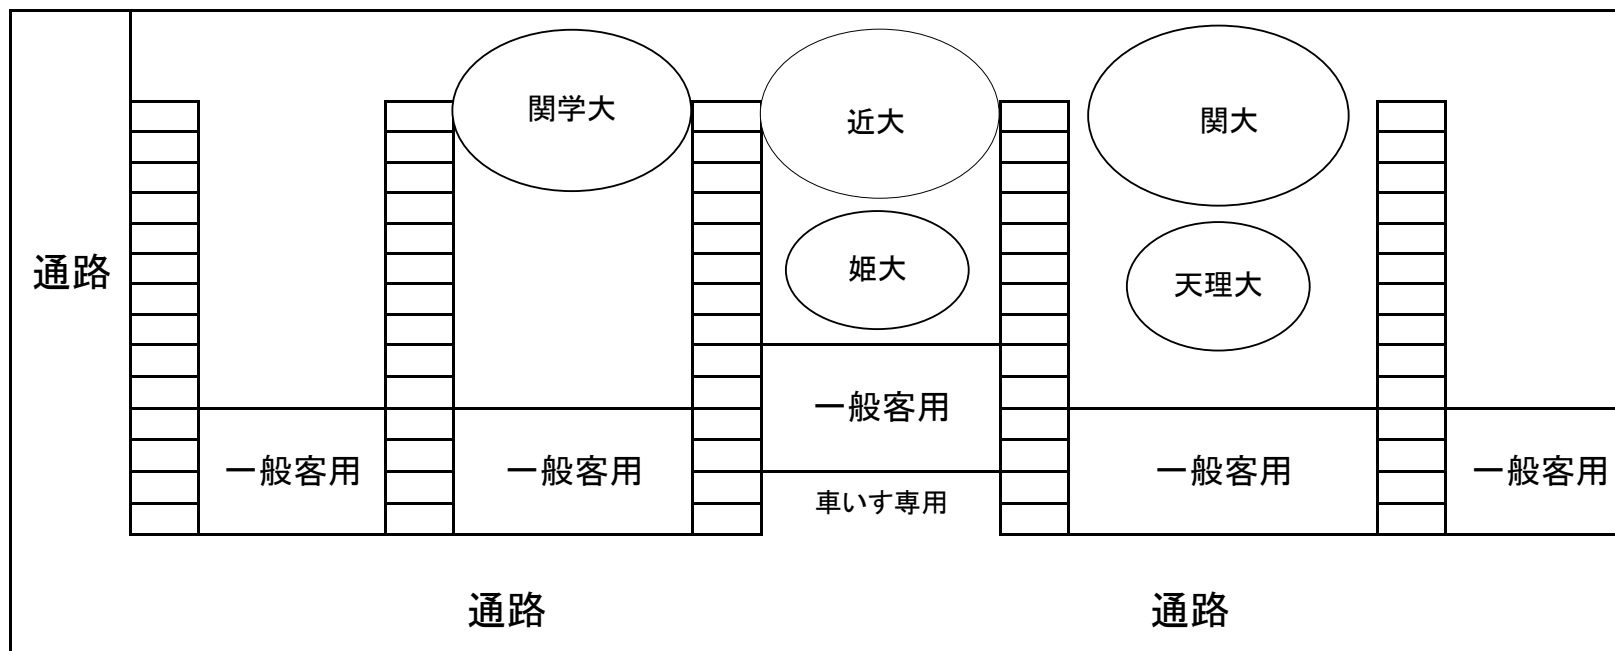 関学大
近大
関大
通路
姫大
天理大
一般客用
一般客用
一般客用
一般客用
一般客用
車いす専用
通路
通路